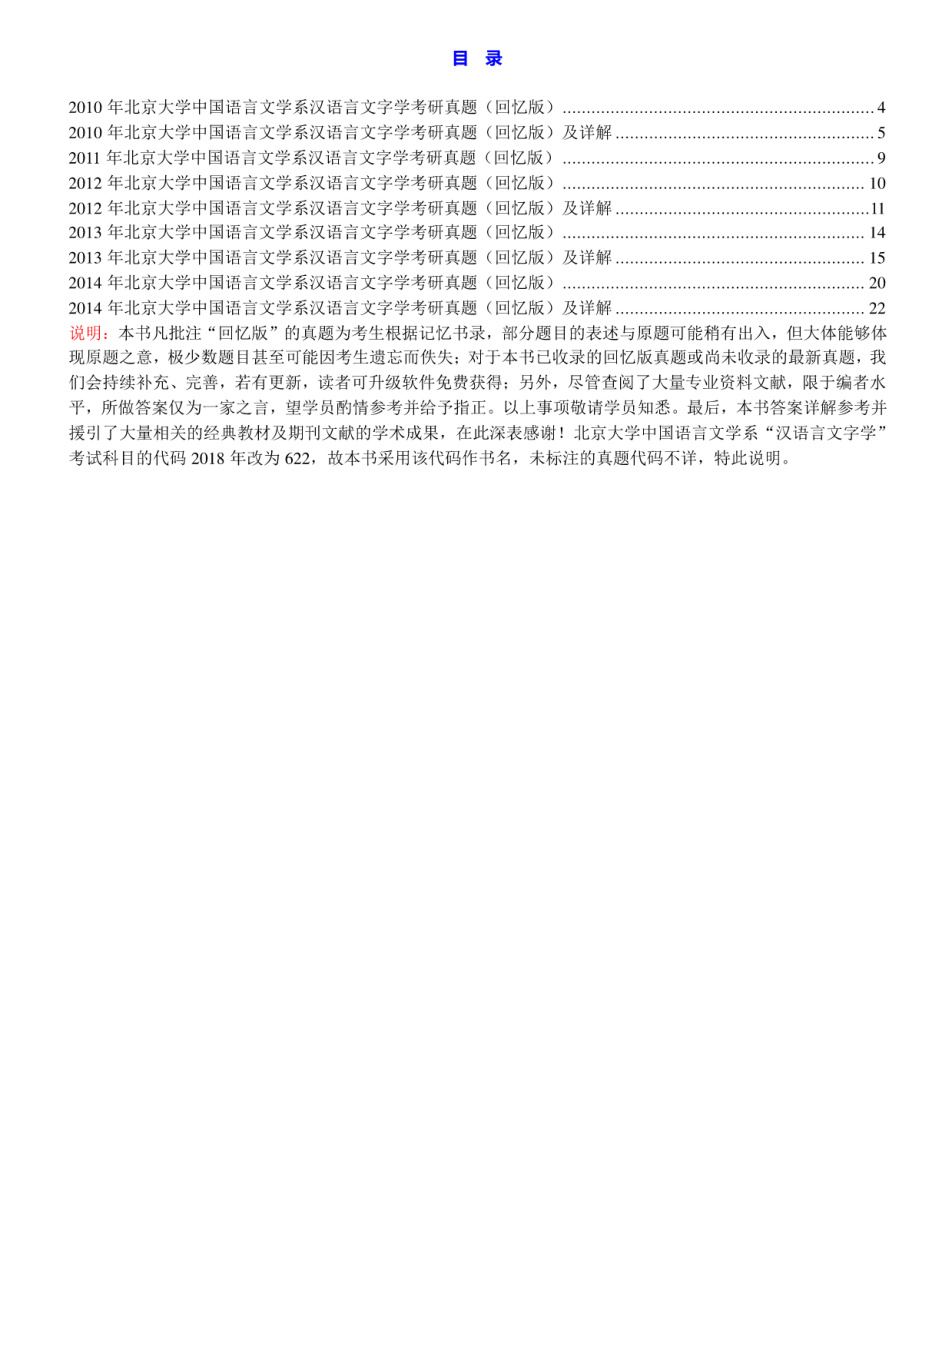 目 录
2010 年北京大学中国语言文学系汉语言文字学考研真题（回忆版）................................................................. 4
2010 年北京大学中国语言文学系汉语言文字学考研真题（回忆版）及详解...................................................... 5
2011 年北京大学中国语言文学系汉语言文字学考研真题（回忆版）................................................................. 9
2012 年北京大学中国语言文学系汉语言文字学考研真题（回忆版）............................................................... 10
2012 年北京大学中国语言文学系汉语言文字学考研真题（回忆版）及详解.....................................................11
2013 年北京大学中国语言文学系汉语言文字学考研真题（回忆版）............................................................... 14
2013 年北京大学中国语言文学系汉语言文字学考研真题（回忆版）及详解.................................................... 15
2014 年北京大学中国语言文学系汉语言文字学考研真题（回忆版）............................................................... 20
2014 年北京大学中国语言文学系汉语言文字学考研真题（回忆版）及详解.................................................... 22
说明：本书凡批注“回忆版”的真题为考生根据记忆书录，部分题目的表述与原题可能稍有出入，但大体能够体
现原题之意，极少数题目甚至可能因考生遗忘而佚失；对于本书已收录的回忆版真题或尚未收录的最新真题，我
们会持续补充、完善，若有更新，读者可升级软件免费获得；另外，尽管查阅了大量专业资料文献，限于编者水
平，所做答案仅为一家之言，望学员酌情参考并给予指正。以上事项敬请学员知悉。最后，本书答案详解参考并
援引了大量相关的经典教材及期刊文献的学术成果，在此深表感谢！北京大学中国语言文学系“汉语言文字学”
考试科目的代码 2018 年改为 622，故本书采用该代码作书名，未标注的真题代码不详，特此说明。